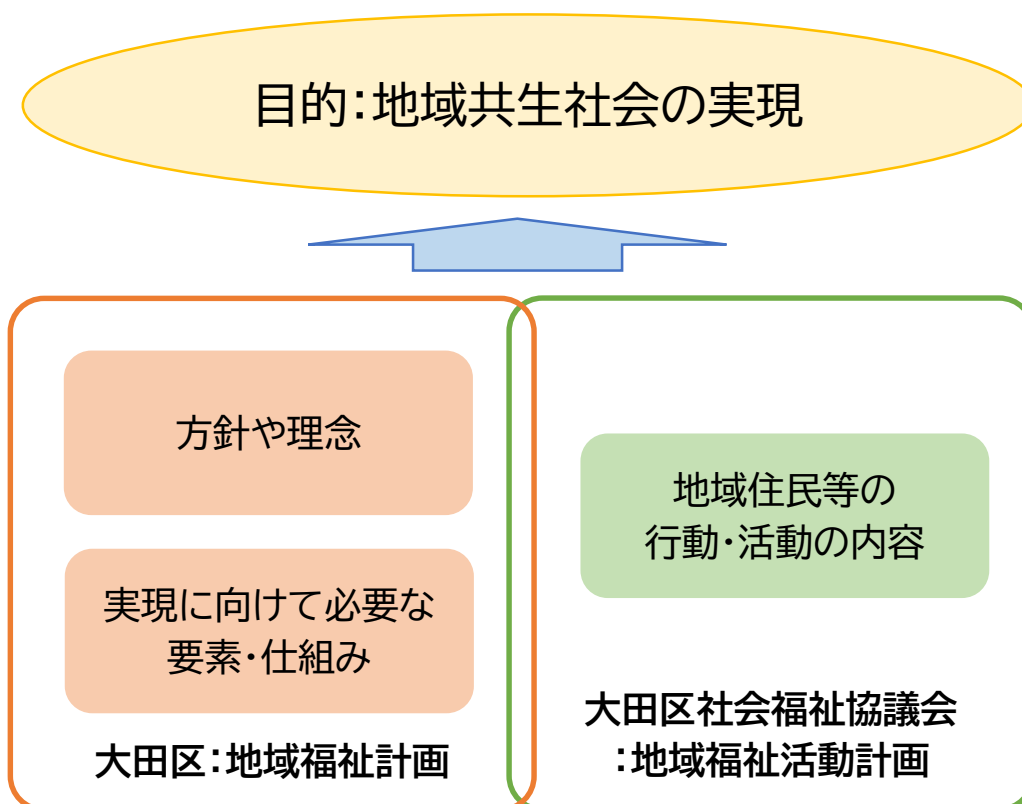 目的：地域共生社会の実現
方針や理念
実現に向けて必要な
要素・仕組み
大田区：地域福祉計画
地域住民等の
行動・活動の内容
大田区社会福祉協議会
：地域福祉活動計画